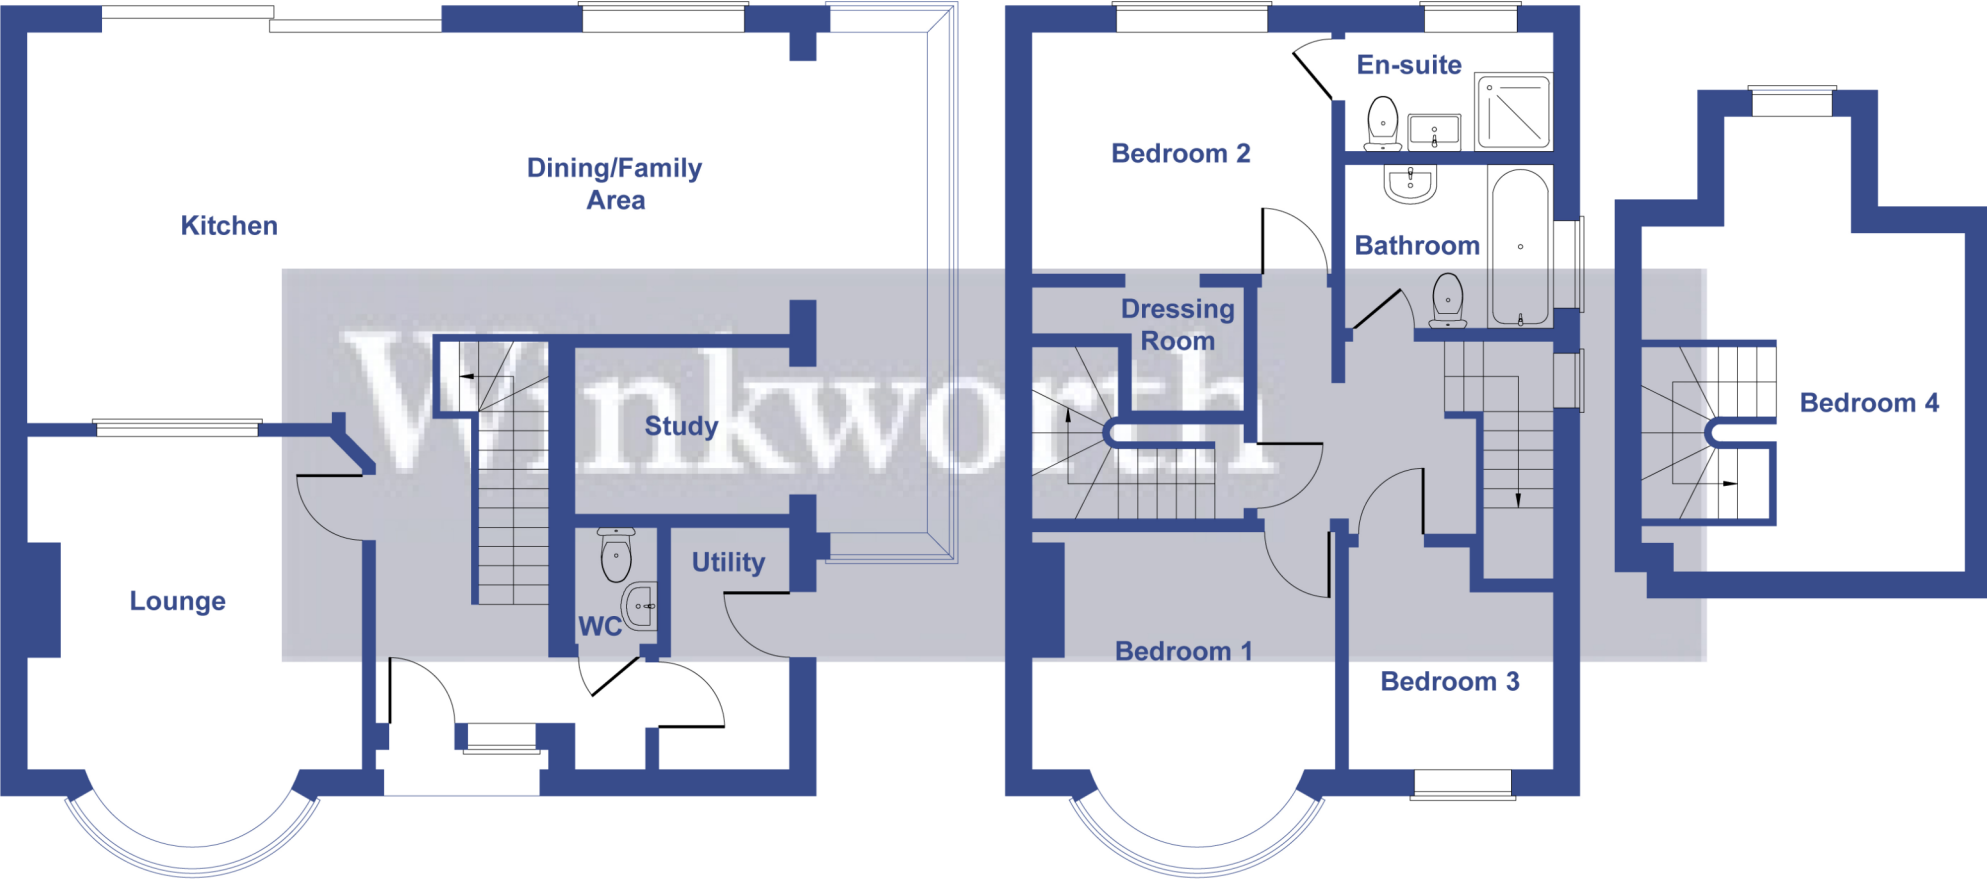 Kitchen
Dining/Family
Area
Study
Lounge
WC
Utility
Bedroom 2
En-suite
Bathroom
Dressing
Room
Bedroom 1
Bedroom 3
Bedroom 4
Winkworth